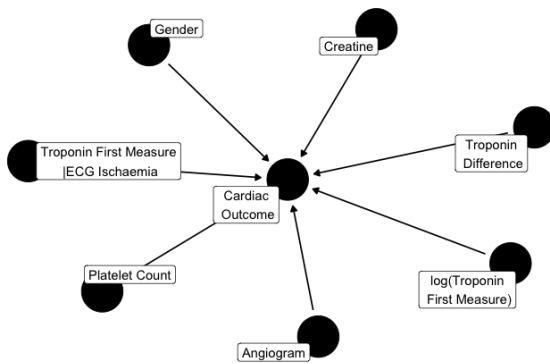 Gender
Creatine
Troponin
Difference
Troponin First Measure
|ECG Ischaemia
Cardiac
Outcome
Platelet Count
log(Troponin
First Measure)
Angiogram